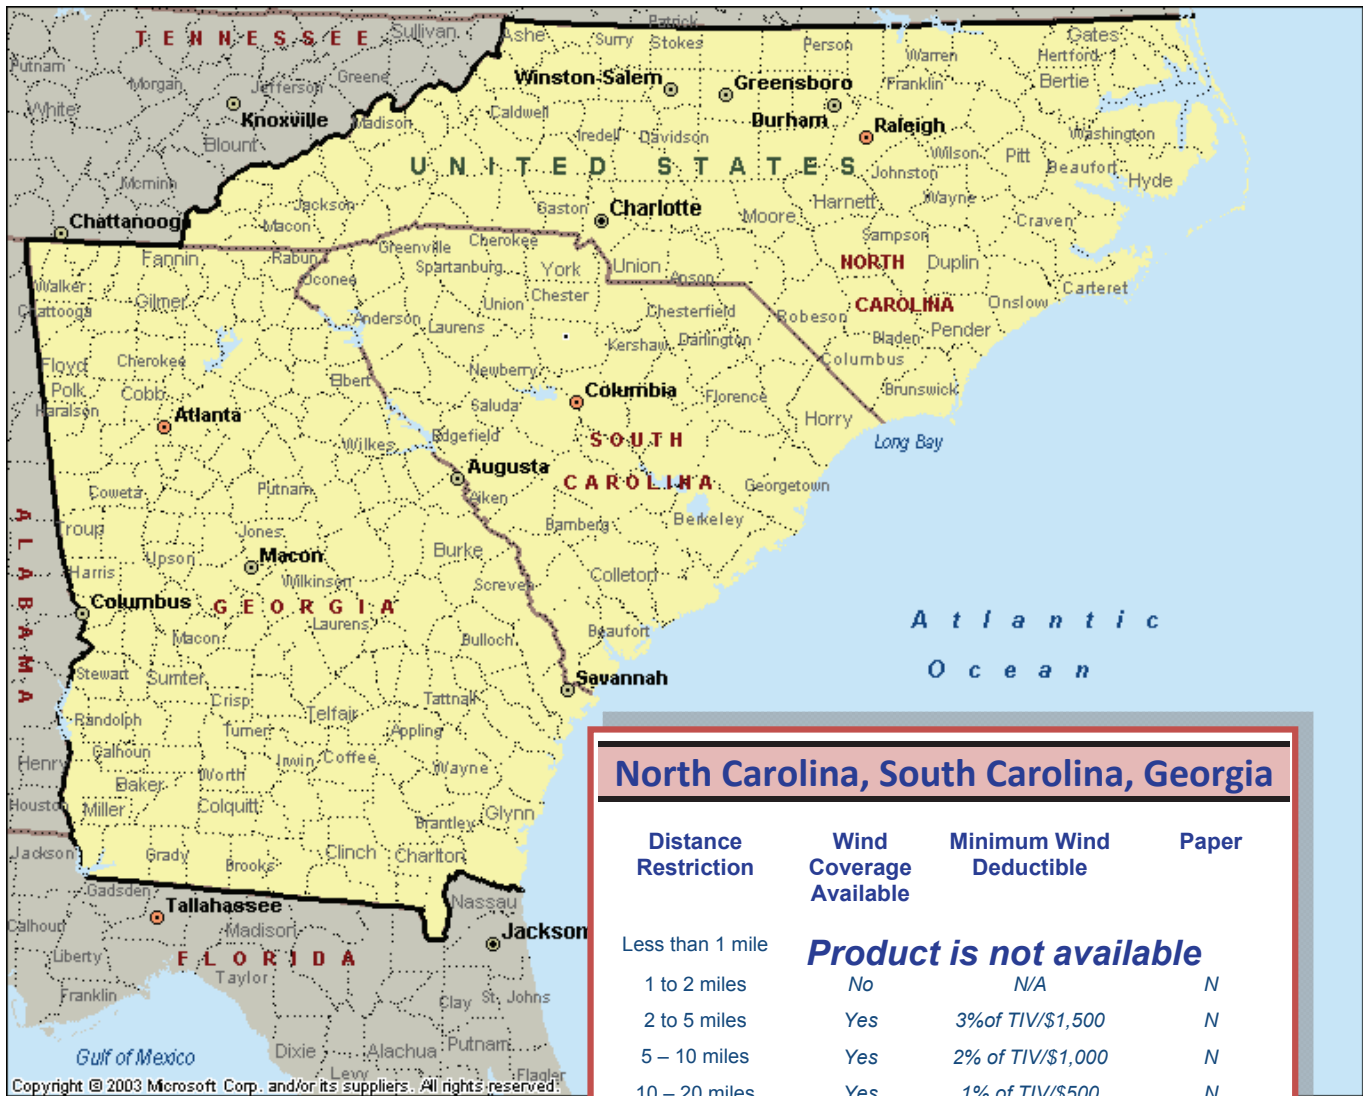 TENNESSEE
Sullivan
Ashe
Surry
Patrick
Stokes
Person
Warren
Gates
Hertford
Putnam
Morgan
Jefferson
Greene
Winston-Salem
Greensboro
Franklin
Bertie
White
Knoxville
Madison
Caldwell
Durham
Raleigh
Blount
Iredell
Davidson
Washington
UNITED STATES
Wilson
Pitt
Beaufort
Hyde
Mcminn
Johnston
Jackson
Gaston
Charlotte
Moore
Harnett
Wayne
Craven
Chattanoog
Macon
Sampson
Fannin
Rabun
Greenville
Cherokee
Spartanburg
York
Union
Anson
NORTH
CAROLINA
Duplin
Carteret
Walker
Chattooga
Gilmer
Oconee
Union
Chester
Chesterfield
Robeson
Onslow
Anderson
Laurens
Kershaw
Darlington
Bladen
Pender
Floyd
Cherokee
Columbus
Polk
Haralson
Cobb
Elbert
Newberry
Columbia
Florence
Brunswick
Atlanta
Saluda
Horry
Wilkes
Edgefield
SOUTH
CAROLINA
Long Bay
Augusta
Aiken
Georgetown
Coweta
Putnam
Berkeley
Bamberg
Troup
Jones
Upson
Macon
Burke
Harris
Wilkinson
Screven
Colleton
Columbus
GEORGIA
Laurens
Macon
Bulloch
Beaufort
ALABAMA
Atlantic
Ocean
Stewart
Sumter
Savannah
Crisp
Tattnall
Randolph
Turner
Telfair
Appling
Calhoun
Henry
Irwin
Coffee
Wayne
Baker
Worth
Houston
Miller
Colquitt
Brantley
Glynn
Jackson
Grady
Brooks
Clinch
Charlton
Gadsden
Tallahassee
Nassau
Calhoun
Madison
Jackson
Liberty
FLORIDA
Taylor
Franklin
Clay
St. Johns
Gulf of Mexico
Dixie
Alachua
Putnam
Levy
Flagler
Copyright © 2003 Microsoft Corp. and/or its suppliers. All rights reserved.
North Carolina, South Carolina, Georgia
Distance Restriction
Wind Coverage Available
Minimum Wind Deductible
Paper
Less than 1 mile Product is not available
1 to 2 miles No N/A N
2 to 5 miles Yes 3%of TIV/$1,500 N
5 – 10 miles Yes 2% of TIV/$1,000 N
10 – 20 miles Yes 1% of TIV/$500 N